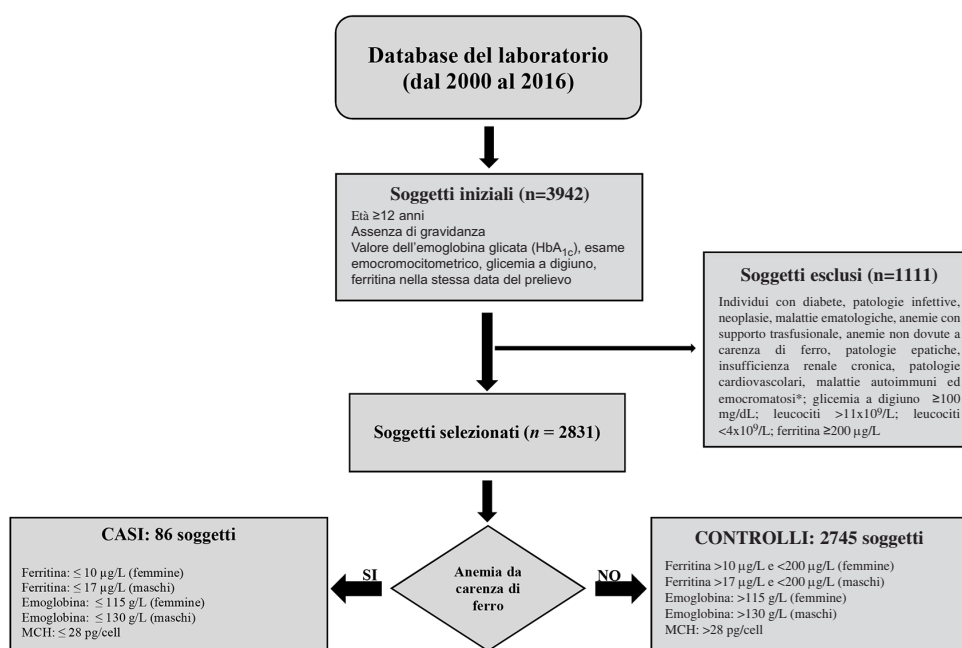 Database del laboratorio
(dal 2000 al 2016)
Soggetti iniziali (n=3942)
Età ≥12 anni
Assenza di gravidanza
Valore dell'emoglobina glicata (HbA1c), esame
emocromocitometrico, glicemia a digiuno,
ferritina nella stessa data del prelievo
Soggetti esclusi (n=1111)
Individui con diabete, patologie infettive,
neoplasie, malattie ematologiche, anemie con
supporto trasfusionale, anemie non dovute a
carenza di ferro, patologie epatiche,
insufficienza renale cronica, patologie
cardiovascolari, malattie autoimmuni ed
emocromatosi*; glicemia a digiuno ≥100
mg/dL; leucociti >11x10⁹/L; leucociti
<4x10⁹/L; ferritina ≥200 µg/L
Soggetti selezionati (n = 2831)
Anemia da
carenza di
ferro
SI
NO
CASI: 86 soggetti
Ferritina: ≤ 10 µg/L (femmine)
Ferritina: ≤ 17 µg/L (maschi)
Emoglobina: ≤ 115 g/L (femmine)
Emoglobina: ≤ 130 g/L (maschi)
MCH: ≤ 28 pg/cell
CONTROLLI: 2745 soggetti
Ferritina >10 µg/L e <200 µg/L (femmine)
Ferritina >17 µg/L e <200 µg/L (maschi)
Emoglobina: >115 g/L (femmine)
Emoglobina: >130 g/L (maschi)
MCH: >28 pg/cell